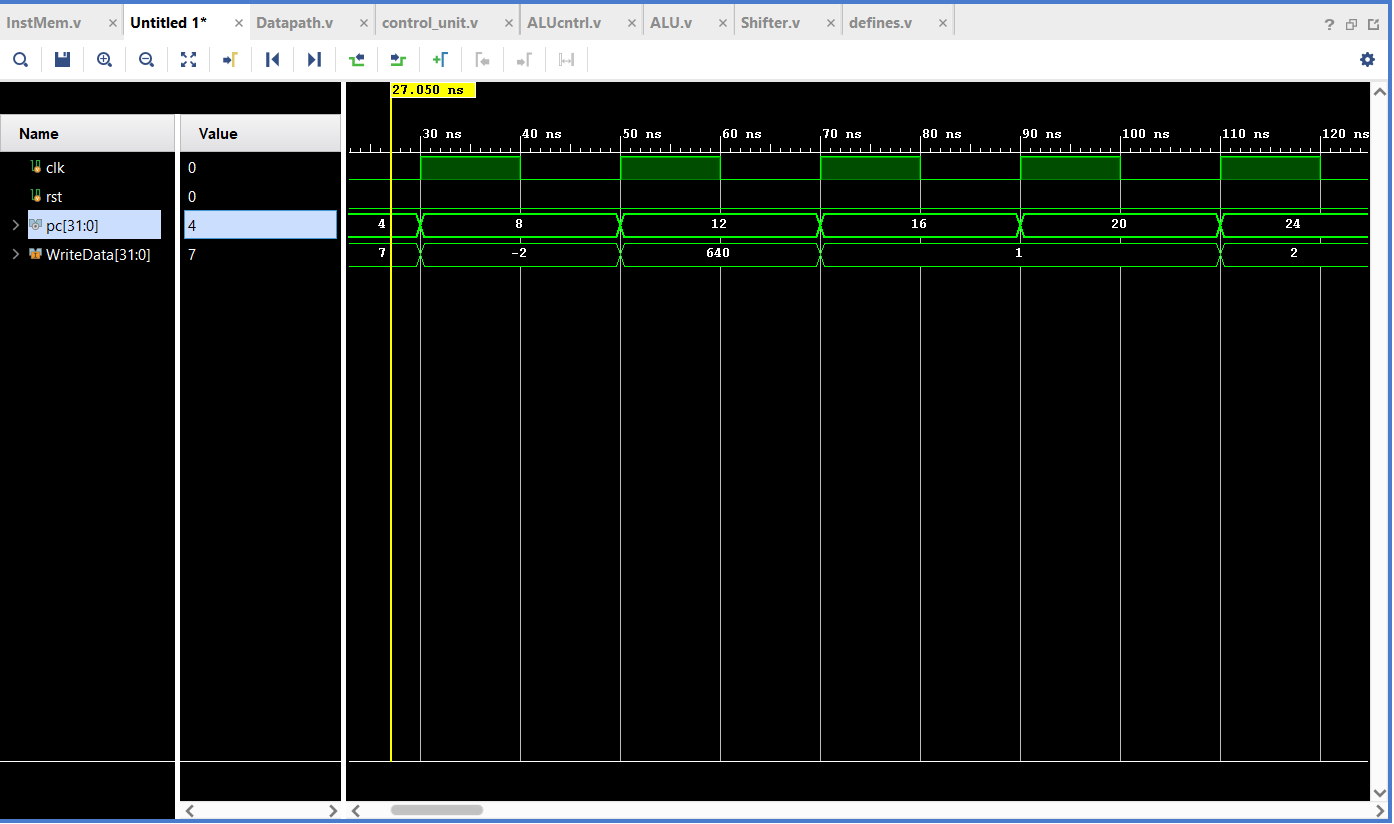 InstMem.v × Untitled 1* × Datapath.v × control_unit.v × ALUcntrl.v × ALU.v × Shifter.v × defines.v × ?
27.050 ns
Name Value
30 ns 40 ns 50 ns 60 ns 70 ns 80 ns 90 ns 100 ns 110 ns 120 ns
clk 0
rst 0
pc[31:0] 4 4 8 12 16 20 24
WriteData[31:0] 7 7 -2 640 1 2